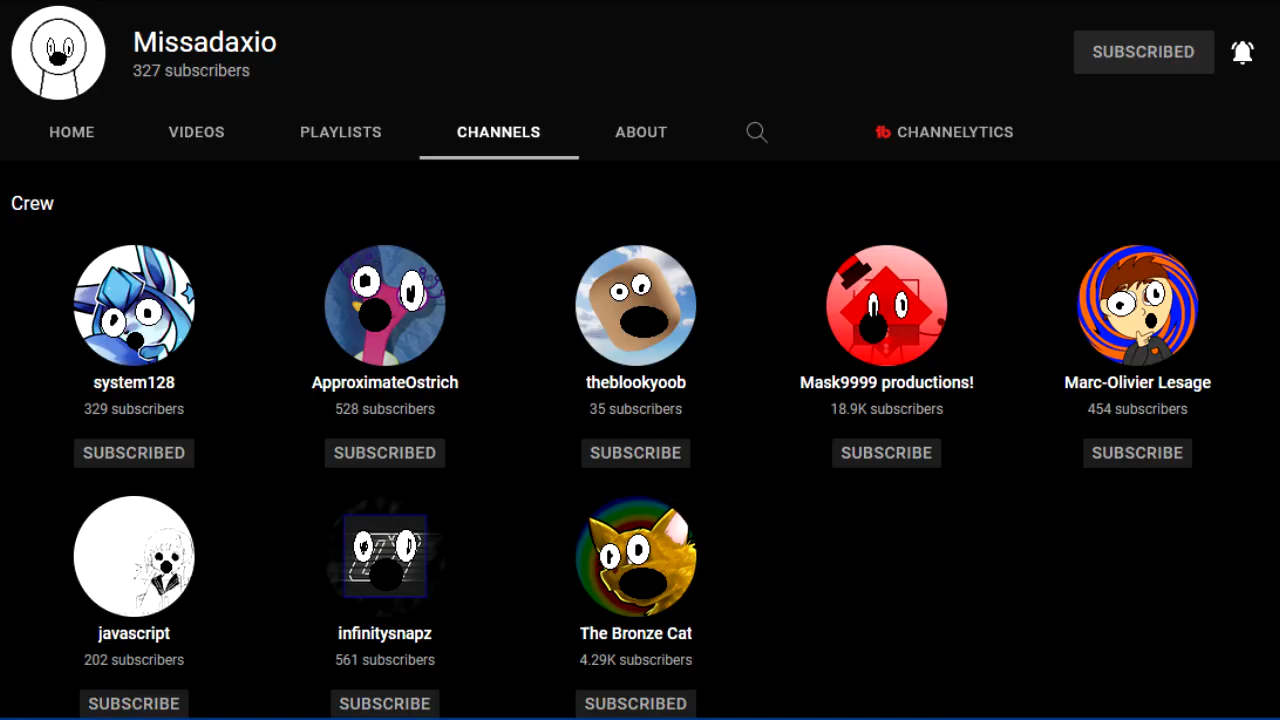 Missadaxio
327 subscribers
SUBSCRIBED
HOME VIDEOS PLAYLISTS CHANNELS ABOUT tb CHANNELYTICS
Crew
system128 ApproximateOstrich theblookyoob Mask9999 productions! Marc-Olivier Lesage
329 subscribers 528 subscribers 35 subscribers 18.9K subscribers 454 subscribers
SUBSCRIBED SUBSCRIBED SUBSCRIBE SUBSCRIBE SUBSCRIBE
javascript infinitysnapz The Bronze Cat
202 subscribers 561 subscribers 4.29K subscribers
SUBSCRIBE SUBSCRIBE SUBSCRIBED